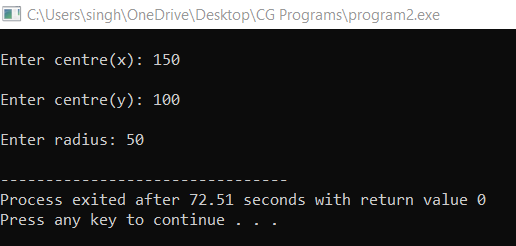 C:\Users\singh\OneDrive\Desktop\CG Programs\program2.exe
Enter centre(x): 150
Enter centre(y): 100
Enter radius: 50
--------------------------------
Process exited after 72.51 seconds with return value 0
Press any key to continue . . .